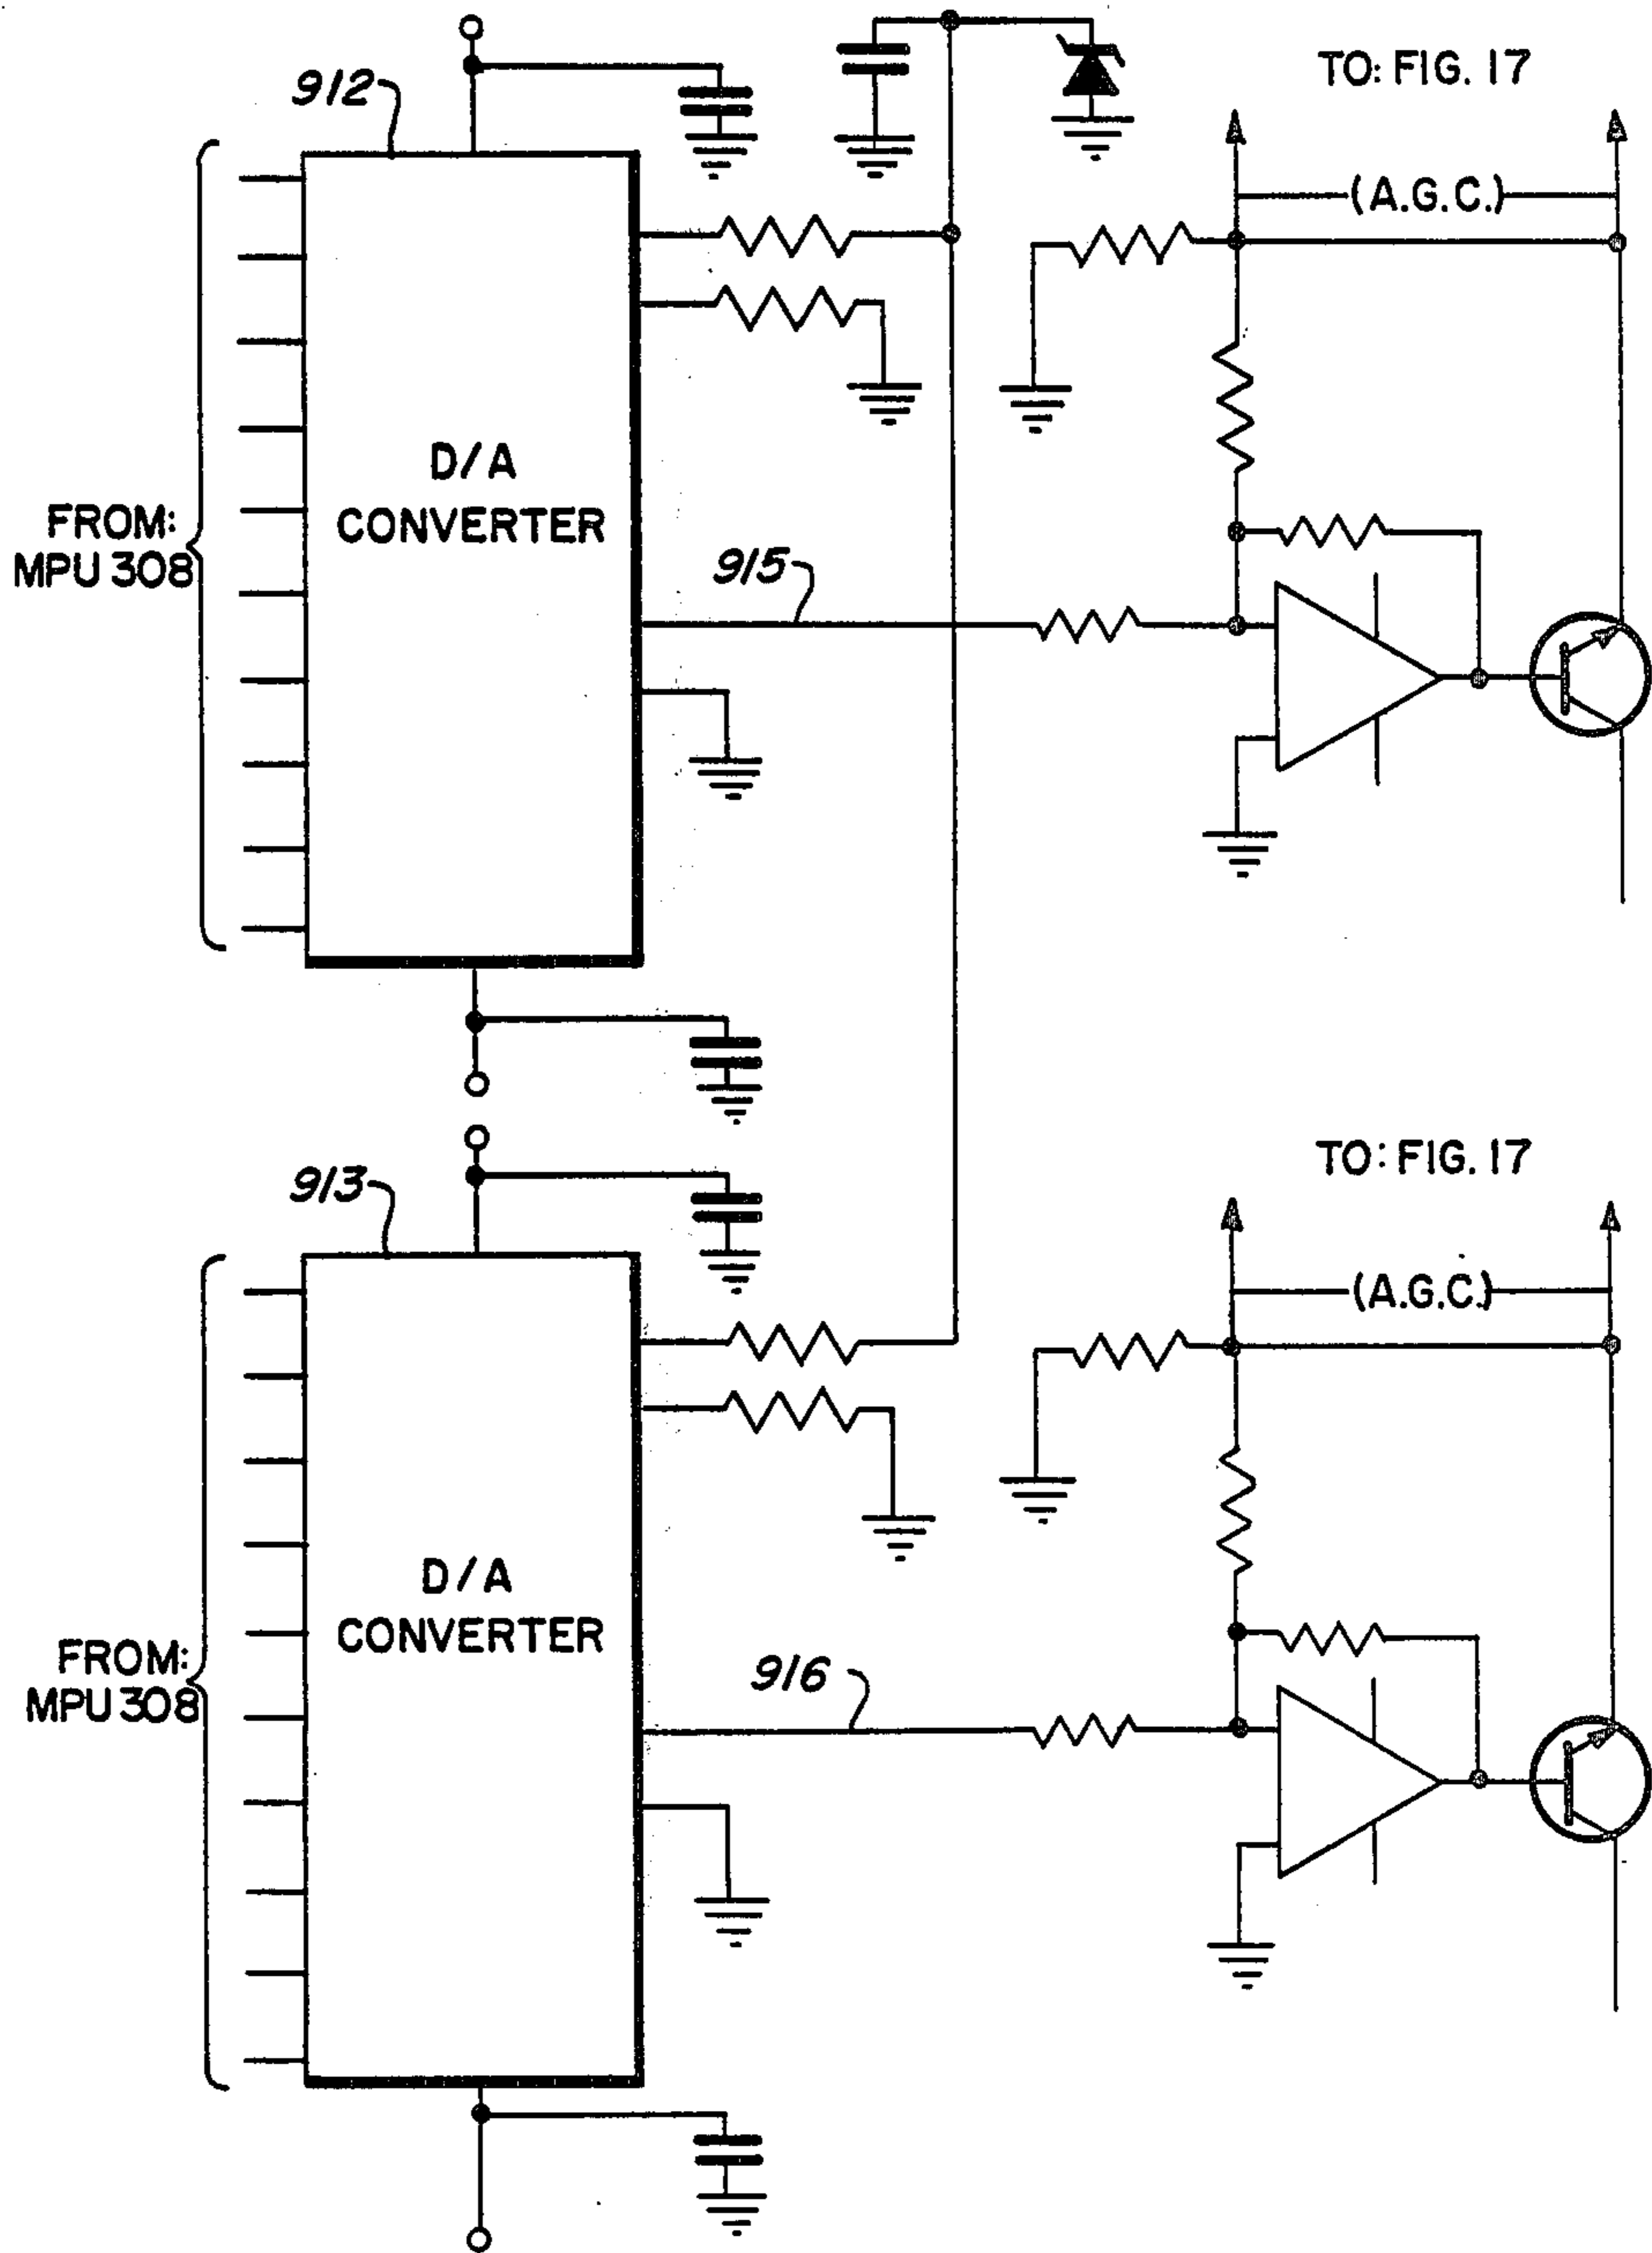 912
TO: FIG. 17
(A.G.C.)
D/A
CONVERTER
FROM:
MPU 308
915
913
TO: FIG. 17
(A.G.C.)
D/A
CONVERTER
FROM:
MPU 308
916